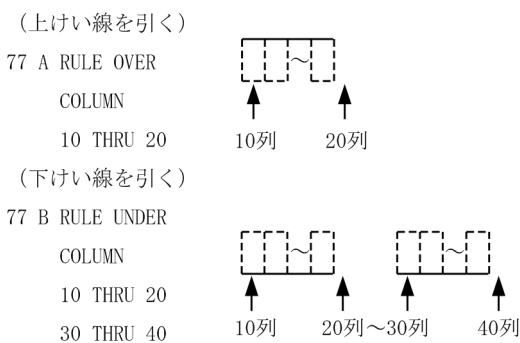 （上けい線を引く）
77 A RULE OVER
COLUMN
10 THRU 20
～
10列 20列
（下けい線を引く）
77 B RULE UNDER
COLUMN
10 THRU 20
30 THRU 40
～ ～
10列 20列～30列 40列